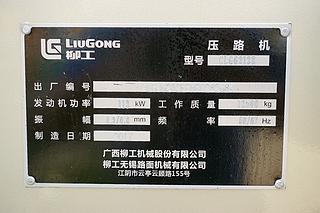 LIUGONG
柳工
压路机
型号
出厂编号
发动机功率 kW 工作质量 kg
振幅 mm 频率 Hz
制造日期
广西柳工机械股份有限公司
柳工无锡路面机械有限公司
江阴市云亭云顾路155号